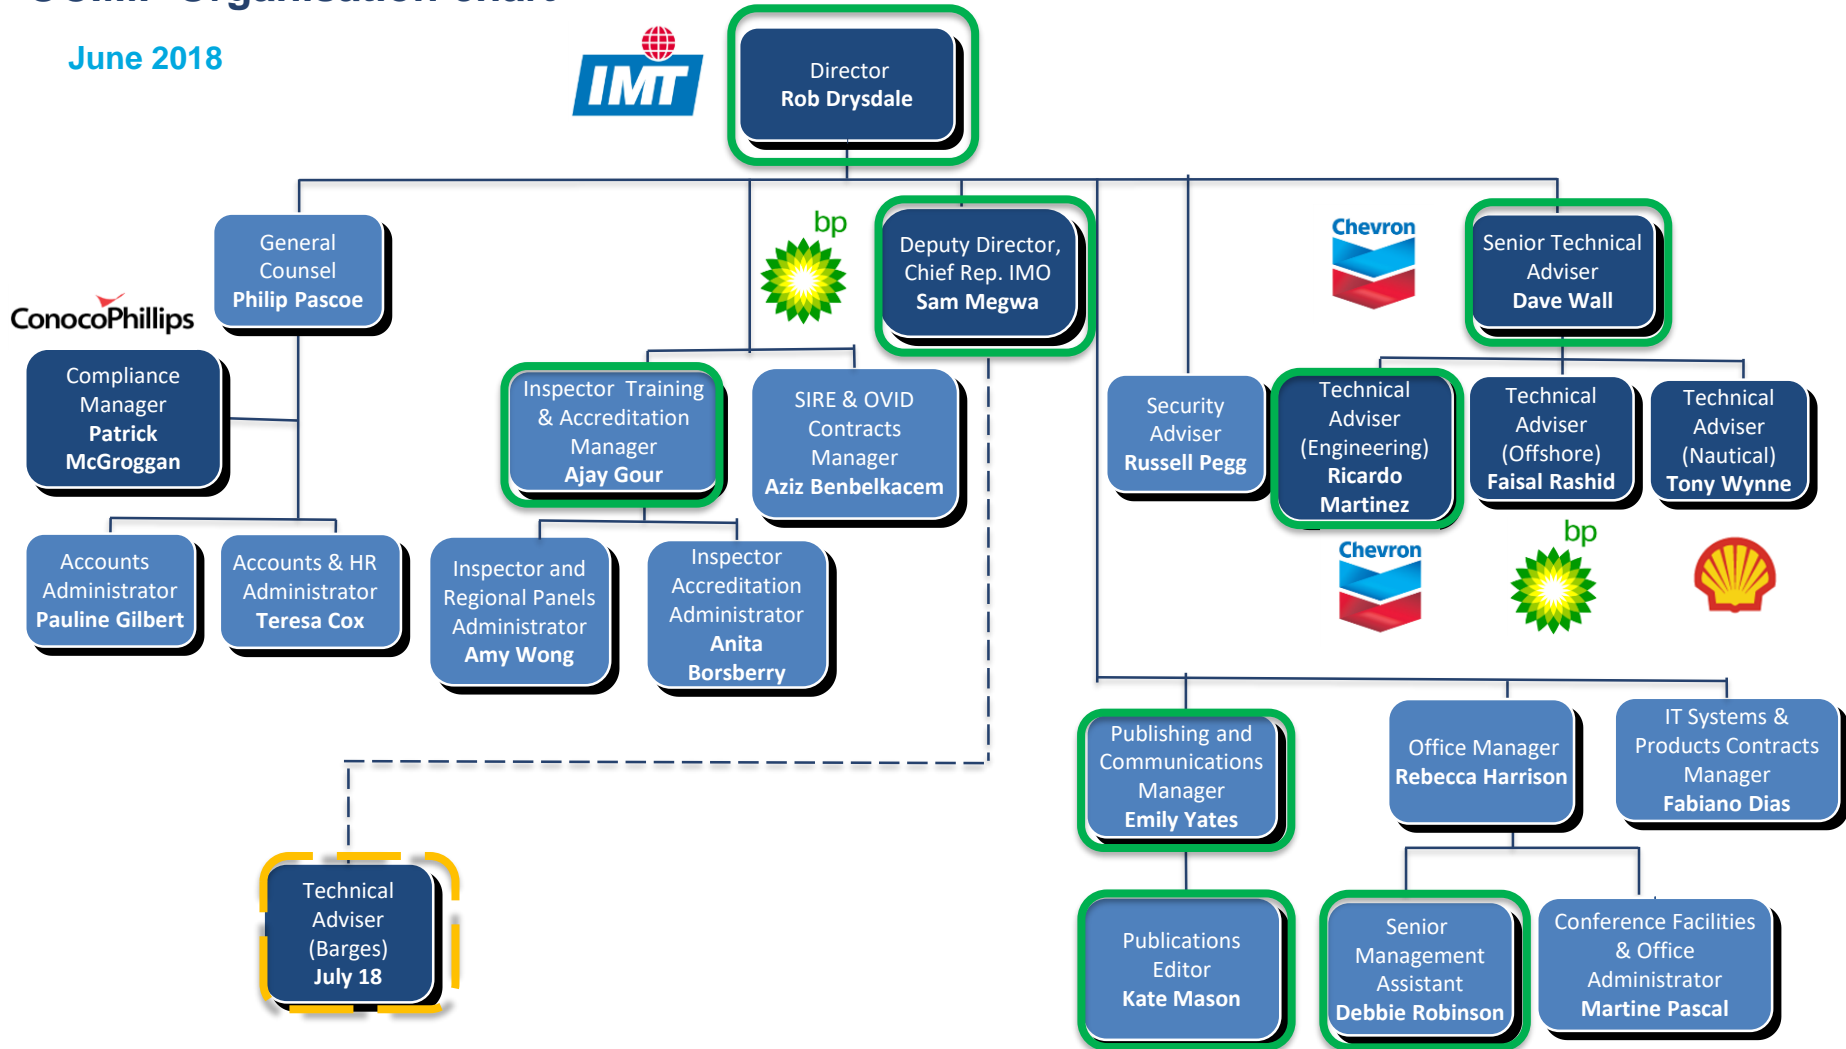 Organisation chart
June 2018
IMT
Director
Rob Drysdale
General
Counsel
Philip Pascoe
bp
Deputy Director,
Chief Rep. IMO
Sam Megwa
Chevron
Senior Technical
Adviser
Dave Wall
ConocoPhillips
Compliance
Manager
Patrick
McGroggan
Inspector Training
& Accreditation
Manager
Ajay Gour
SIRE & OVID
Contracts
Manager
Aziz Benbelkacem
Security
Adviser
Russell Pegg
Technical
Adviser
(Engineering)
Ricardo
Martinez
Technical
Adviser
(Offshore)
Faisal Rashid
Technical
Adviser
(Nautical)
Tony Wynne
Accounts
Administrator
Pauline Gilbert
Accounts & HR
Administrator
Teresa Cox
Inspector and
Regional Panels
Administrator
Amy Wong
Inspector
Accreditation
Administrator
Anita
Borsberry
Chevron
bp
Publishing and
Communications
Manager
Emily Yates
Office Manager
Rebecca Harrison
IT Systems &
Products Contracts
Manager
Fabiano Dias
Technical
Adviser
(Barges)
July 18
Publications
Editor
Kate Mason
Senior
Management
Assistant
Debbie Robinson
Conference Facilities
& Office
Administrator
Martine Pascal